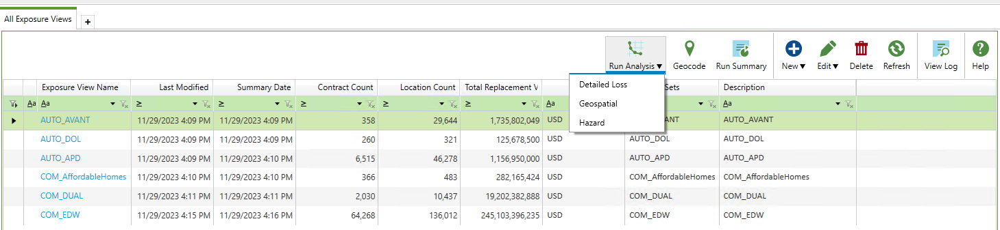 All Exposure Views +
Run Analysis ▼ Geocode Run Summary New ▼ Edit ▼ Delete Refresh View Log Help
Detailed Loss
Geospatial
Hazard
Exposure View Name Last Modified Summary Date Contract Count Location Count Total Replacement V Sets Description
Aa Aa ≥ ≥ ≥ ≥ ≥ Aa Aa
AUTO_AVANT 11/29/2023 4:09 PM 11/29/2023 4:09 PM 358 29,644 1,735,802,049 USD ANT AUTO_AVANT
AUTO_DOL 11/29/2023 4:09 PM 11/29/2023 4:09 PM 260 321 125,678,500 USD AUTO_DOL AUTO_DOL
AUTO_APD 11/29/2023 4:09 PM 11/29/2023 4:10 PM 6,515 46,278 1,156,950,000 USD AUTO_APD AUTO_APD
COM_AffordableHomes 11/29/2023 4:10 PM 11/29/2023 4:10 PM 366 483 282,165,424 USD COM_AffordableHomes COM_AffordableHomes
COM_DUAL 11/29/2023 4:11 PM 11/29/2023 4:11 PM 2,030 10,437 19,202,382,888 USD COM_DUAL COM_DUAL
COM_EDW 11/29/2023 4:15 PM 11/29/2023 4:16 PM 64,268 136,012 245,103,396,235 USD COM_EDW COM_EDW